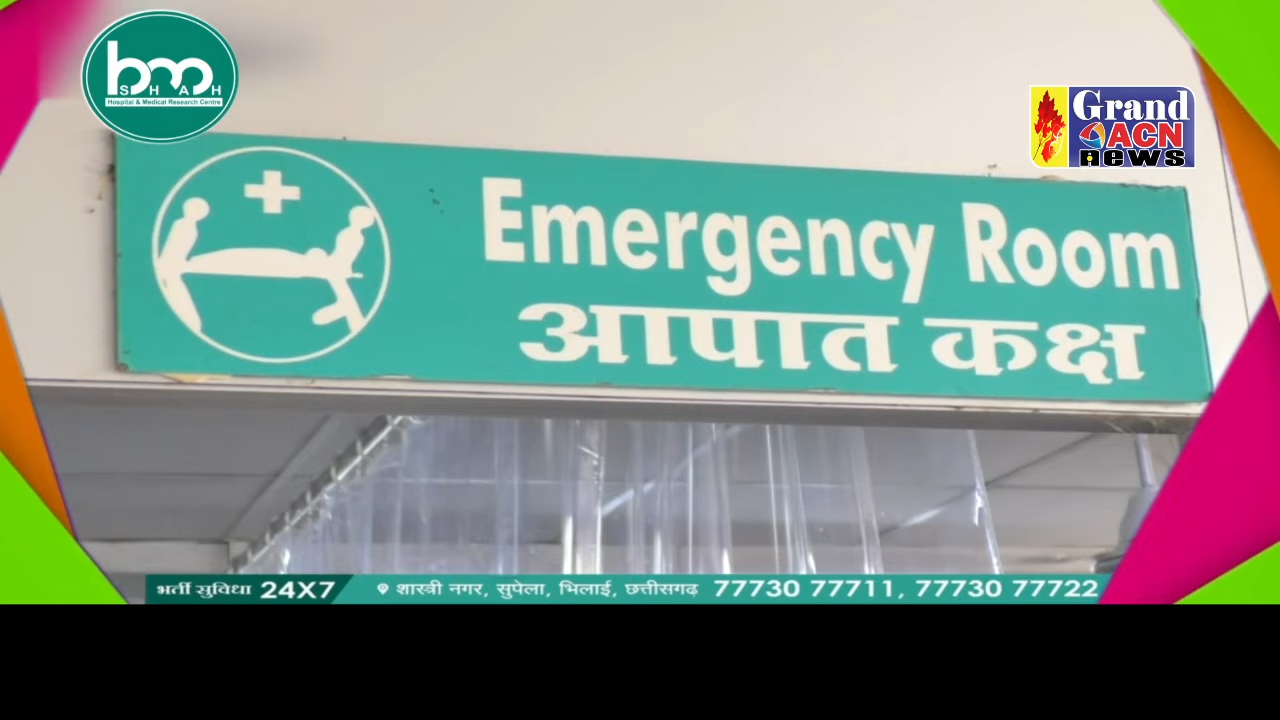 bm
SHAH
Hospital & Medical Research Centre
Grand
ACN
news
Emergency Room
आपात कक्ष
भर्ती सुविधा 24X7
शास्त्री नगर, सुपेला, भिलाई, छत्तीसगढ़ 77730 77711, 77730 77722